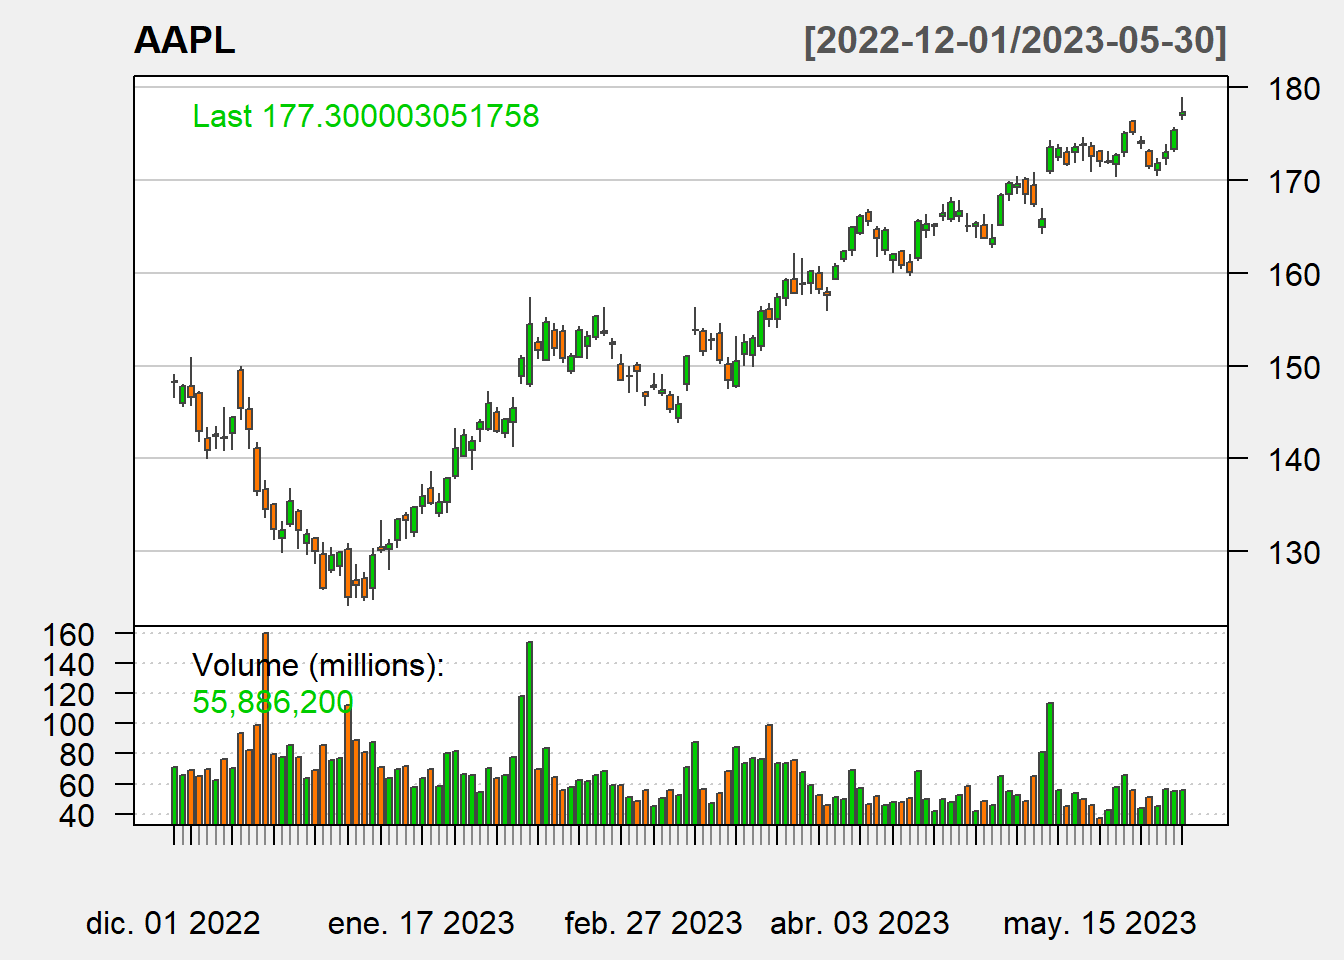 AAPL
[2022-12-01/2023-05-30]
Last 177.300003051758
180
170
160
150
140
130
Volume (millions):
55,886,200
160
140
120
100
80
60
40
dic. 01 2022
ene. 17 2023
feb. 27 2023
abr. 03 2023
may. 15 2023